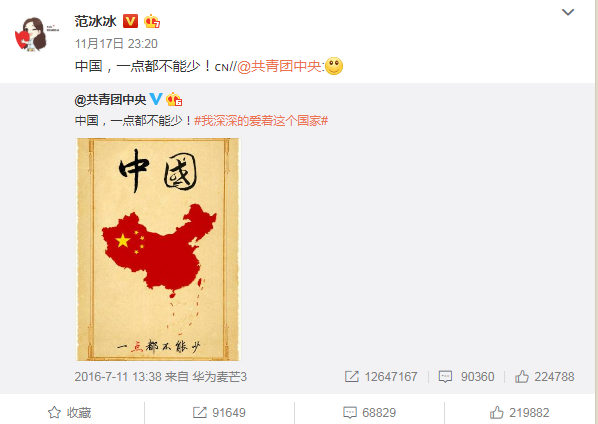 范冰冰
11月17日 23:20
中国，一点都不能少！CN//@共青团中央:
@共青团中央
中国，一点都不能少！#我深深的爱着这个国家#
中國
一点都不能少
2016-7-11 13:38 来自 华为麦芒3
12647167 90360 224788
收藏 91649 68829 219882